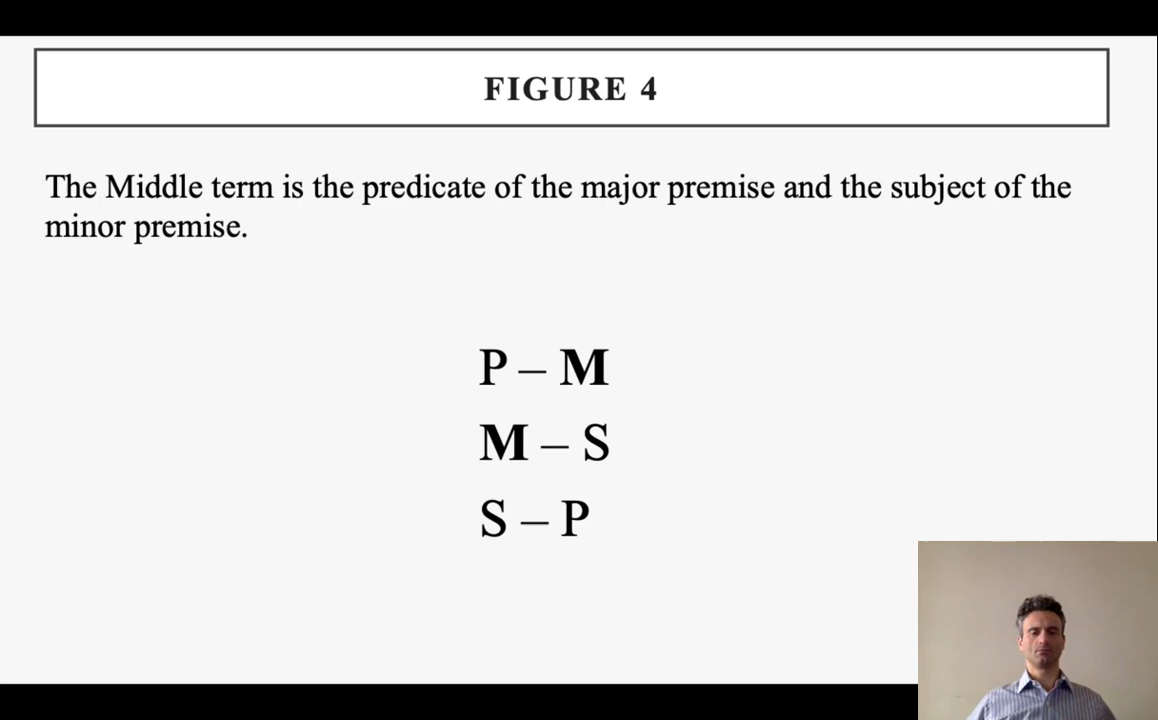 FIGURE 4
The Middle term is the predicate of the major premise and the subject of the
minor premise.
P – M
M – S
S – P